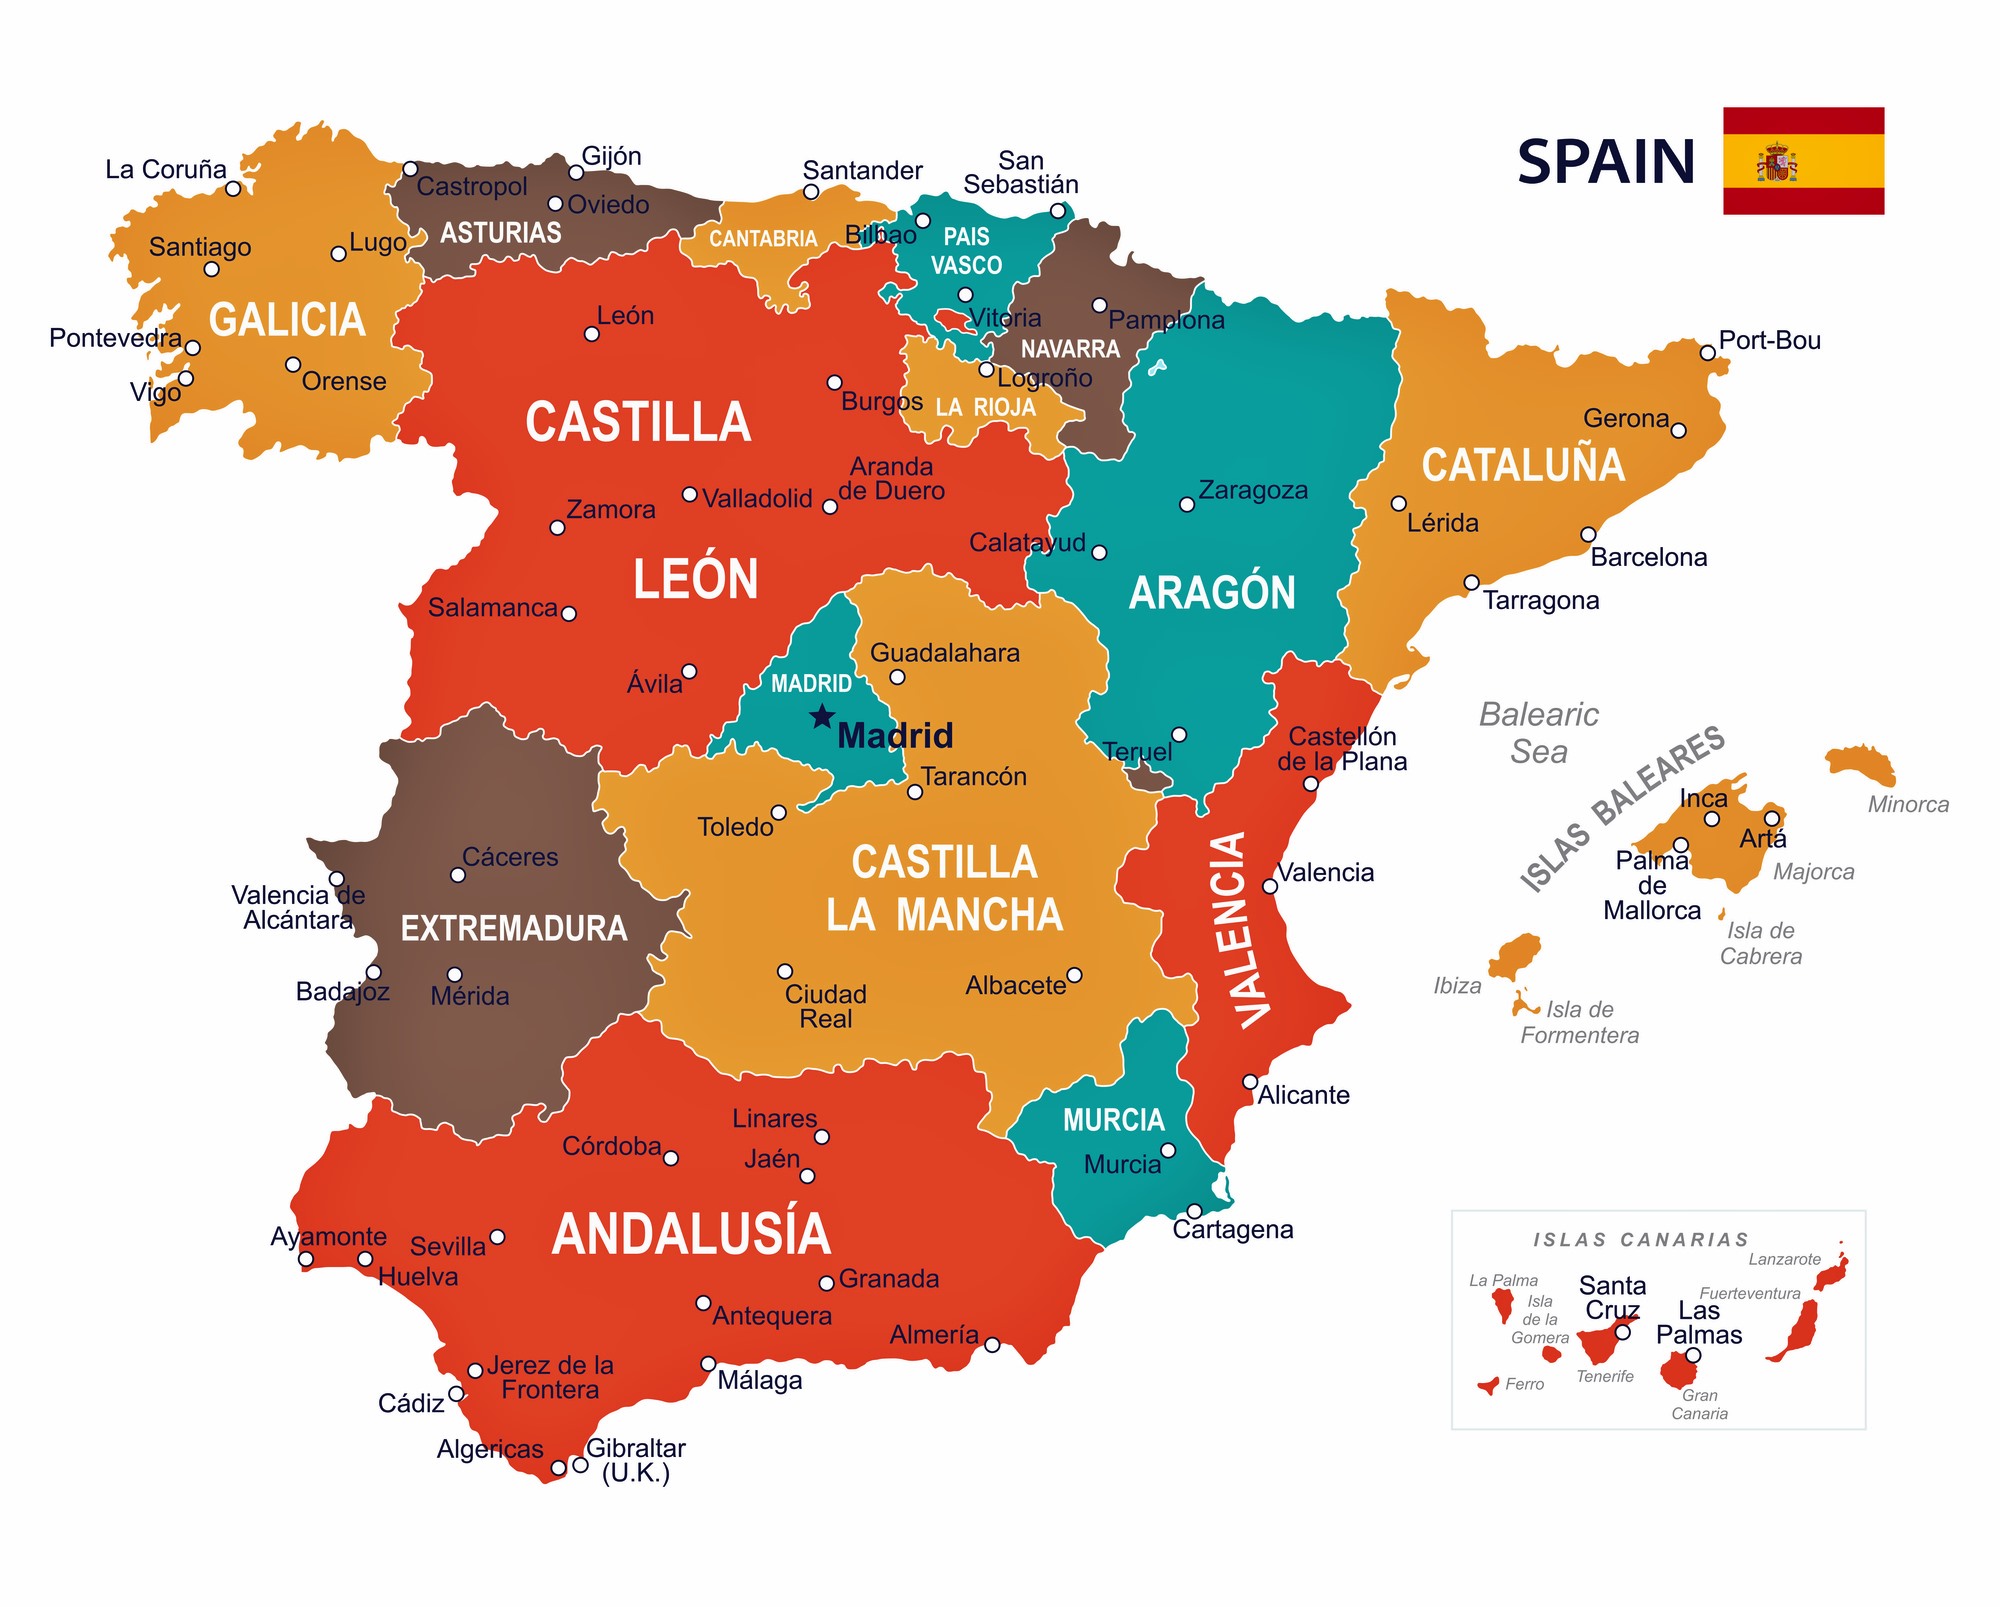 SPAIN
La Coruña
Castropol
Gijón
Oviedo
ASTURIAS
Santander
CANTABRIA
San
Sebastián
Bilbao
PAIS
VASCO
Vitoria
Santiago
Lugo
GALICIA
Pontevedra
Vigo
Orense
León
Burgos
Pamplona
NAVARRA
Logroño
LA RIOJA
Port-Bou
Gerona
CATALUÑA
Lérida
Barcelona
Tarragona
CASTILLA
LEÓN
Aranda
de Duero
Valladolid
Zamora
Salamanca
Ávila
Zaragoza
Calatayud
ARAGÓN
Teruel
Guadalahara
MADRID
Madrid
Tarancón
Toledo
CASTILLA
LA MANCHA
Ciudad
Real
Albacete
Castellón
de la Plana
Valencia
VALENCIA
Alicante
Balearic
Sea
ISLAS BALEARES
Minorca
Inca
Artá
Palma
de
Mallorca
Majorca
Isla de
Cabrera
Ibiza
Isla de
Formentera
Cáceres
Valencia de
Alcántara
EXTREMADURA
Badajoz
Mérida
MURCIA
Murcia
Cartagena
Linares
Córdoba
Jaén
ANDALUSÍA
Ayamonte
Huelva
Sevilla
Granada
Antequera
Almería
Málaga
Jerez de la
Frontera
Cádiz
Algericas
Gibraltar
(U.K.)
ISLAS CANARIAS
Lanzarote
La Palma
Isla
de la
Gomera
Santa
Cruz
Fuerteventura
Las
Palmas
Tenerife
Ferro
Gran
Canaria